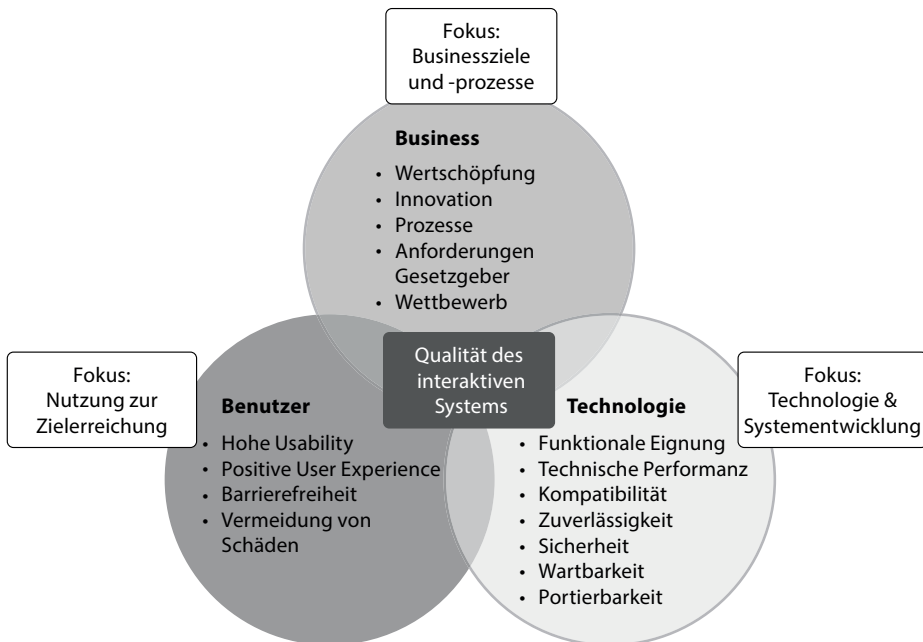 Fokus:
Businessziele
und -prozesse
Business
• Wertschöpfung
• Innovation
• Prozesse
• Anforderungen
Gesetzgeber
• Wettbewerb
Qualität des
interaktiven
Systems
Fokus:
Nutzung zur
Zielerreichung
Benutzer
• Hohe Usability
• Positive User Experience
• Barrierefreiheit
• Vermeidung von
Schäden
Technologie
• Funktionale Eignung
• Technische Performanz
• Kompatibilität
• Zuverlässigkeit
• Sicherheit
• Wartbarkeit
• Portierbarkeit
Fokus:
Technologie &
Systementwicklung